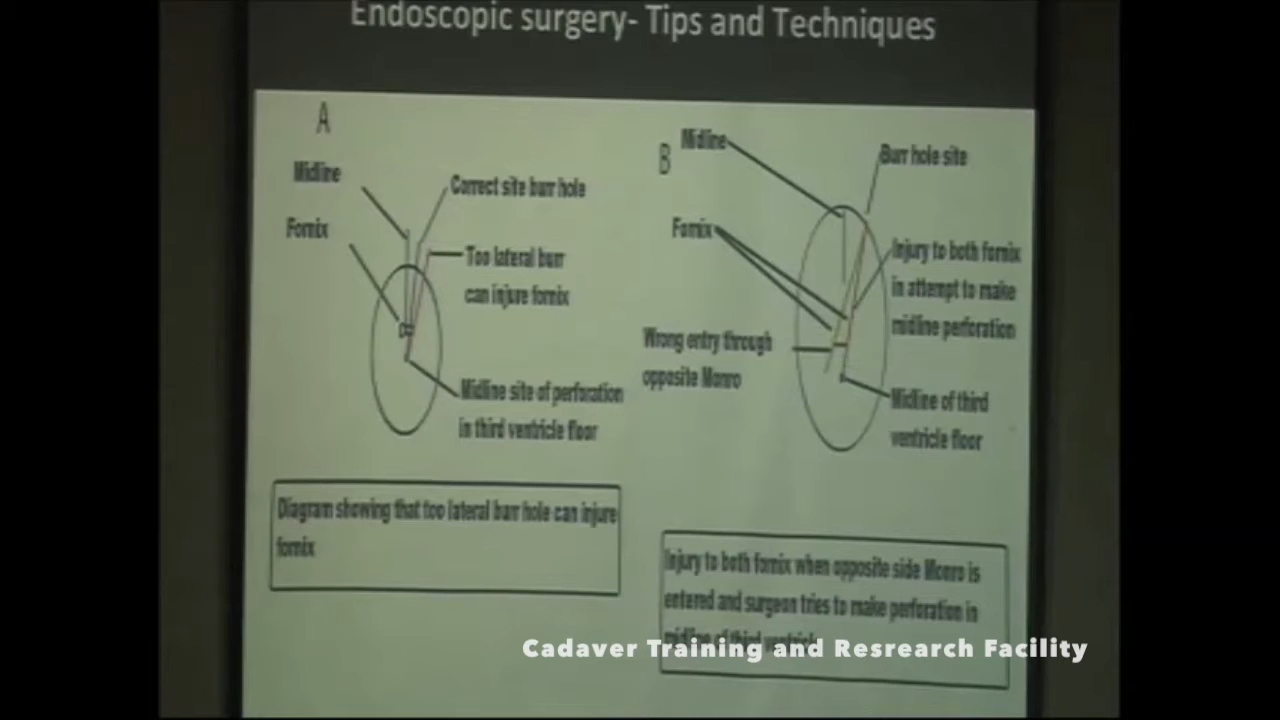 Endoscopic surgery- Tips and Techniques
A
Midline
Fornix
Correct site burr hole
Too lateral burr
can injure fornix
Midline site of perforation
in third ventricle floor
Diagram showing that too lateral burr hole can injure
fornix
B
Midline
Burr hole site
Fornix
Injury to both fornix
in attempt to make
midline perforation
Wrong entry through
opposite Monro
Midline of third
ventricle floor
Injury to both fornix when opposite side Monro is
entered and surgeon tries to make perforation in
midline of third ventricle
Cadaver Training and Resrearch Facility